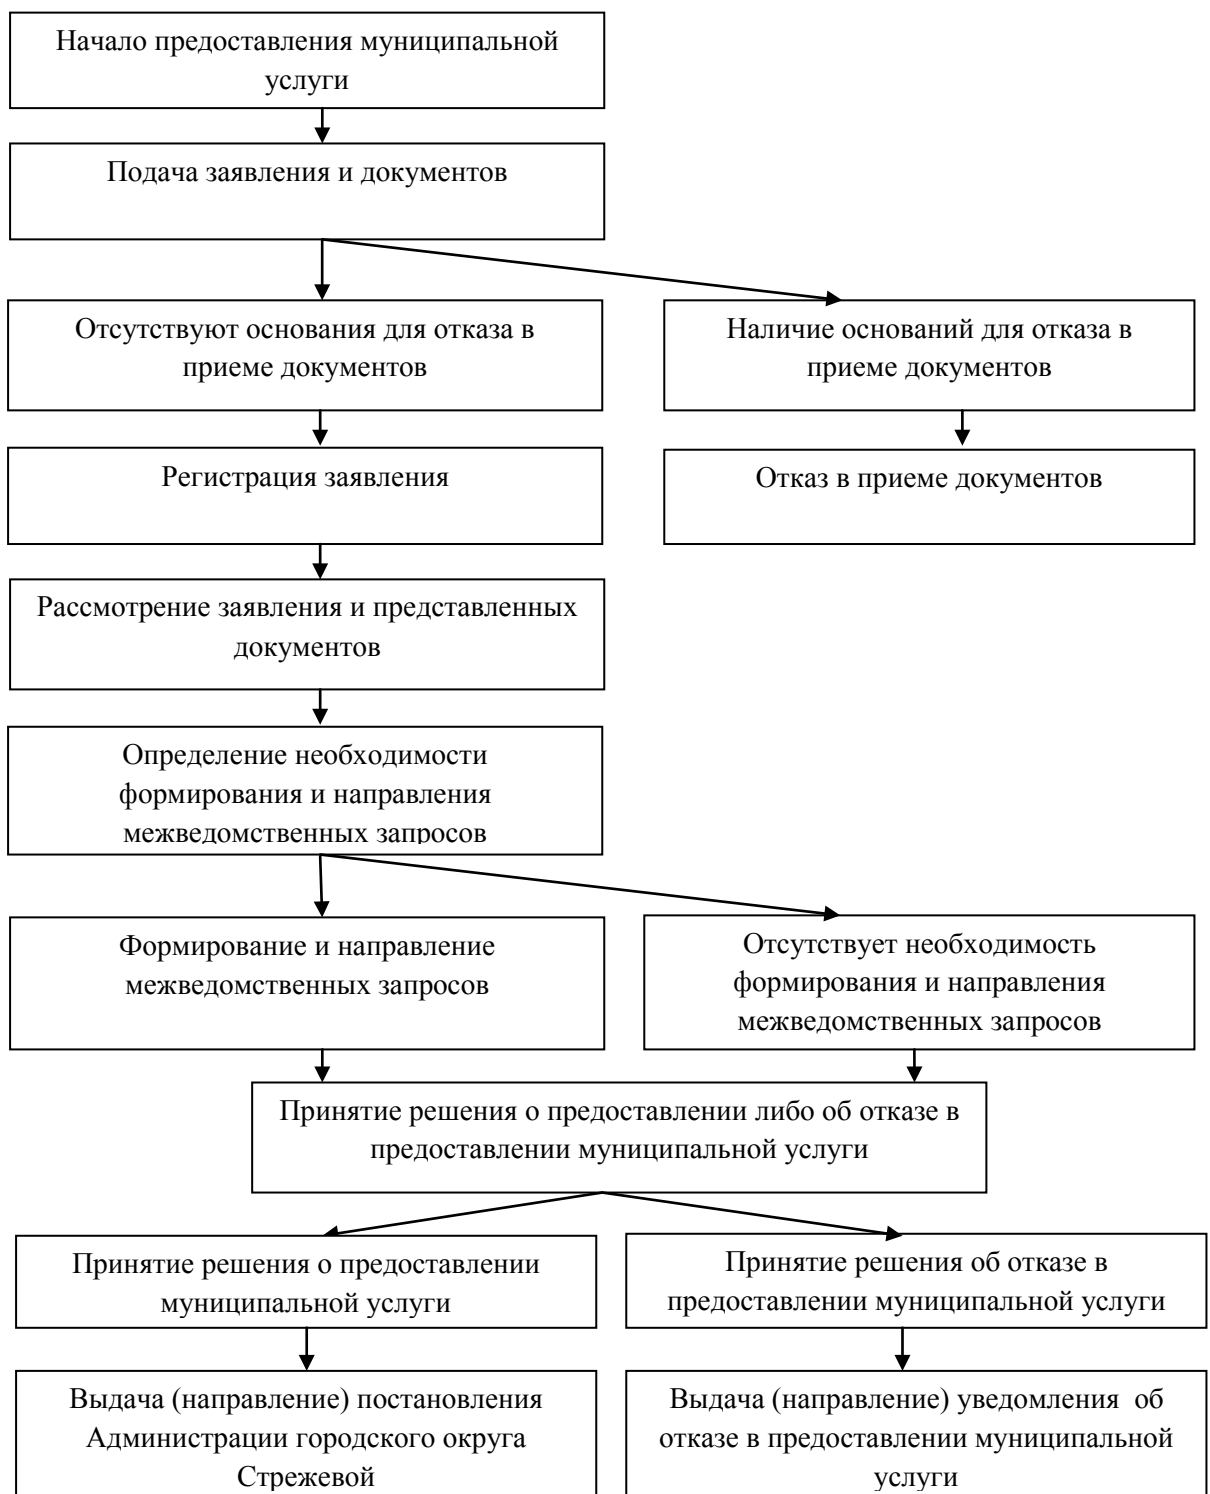 Начало предоставления муниципальной
услуги
Подача заявления и документов
Отсутствуют основания для отказа в
приеме документов
Наличие оснований для отказа в
приеме документов
Регистрация заявления
Отказ в приеме документов
Рассмотрение заявления и представленных
документов
Определение необходимости
формирования и направления
межведомственных запросов
Формирование и направление
межведомственных запросов
Отсутствует необходимость
формирования и направления
межведомственных запросов
Принятие решения о предоставлении либо об отказе в
предоставлении муниципальной услуги
Принятие решения о предоставлении
муниципальной услуги
Принятие решения об отказе в
предоставлении муниципальной услуги
Выдача (направление) постановления
Администрации городского округа
Стрежевой
Выдача (направление) уведомления  об
отказе в предоставлении муниципальной
услуги